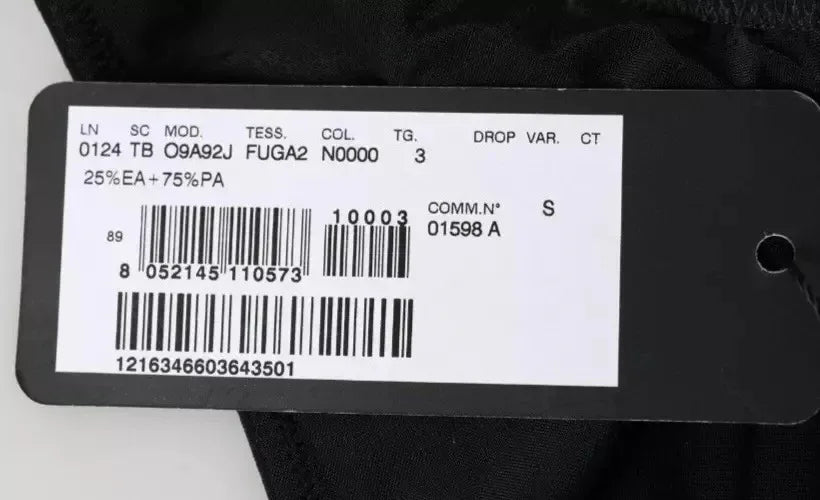 LN SC MOD. TESS. COL. TG. DROP VAR. CT
0124 TB O9A92J FUGA2 N0000 3
25%EA+75%PA
10003 COMM.N° S
89 01598 A
8 052145 110573
1216346603643501